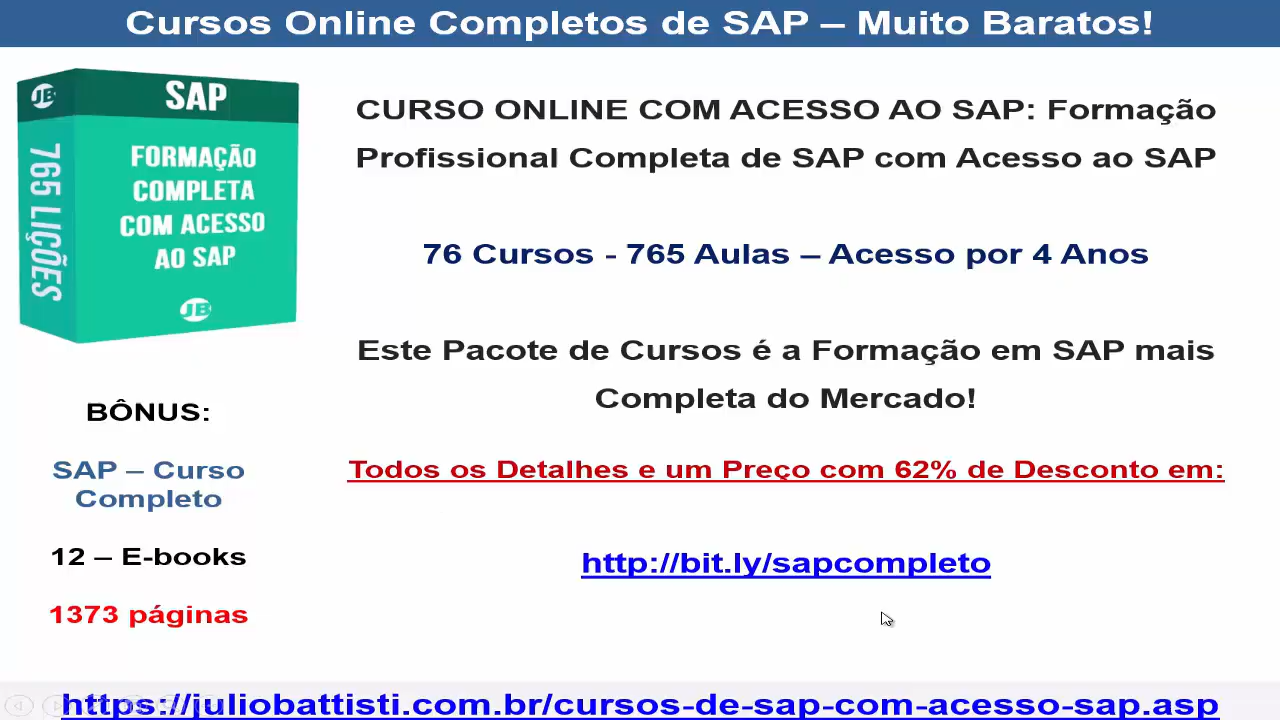 Cursos Online Completos de SAP – Muito Baratos!
JB
SAP
765 LIÇÕES
FORMAÇÃO
COMPLETA
COM ACESSO
AO SAP
JB
CURSO ONLINE COM ACESSO AO SAP: Formação
Profissional Completa de SAP com Acesso ao SAP
76 Cursos - 765 Aulas – Acesso por 4 Anos
Este Pacote de Cursos é a Formação em SAP mais
Completa do Mercado!
Todos os Detalhes e um Preço com 62% de Desconto em:
http://bit.ly/sapcompleto
BÔNUS:
SAP – Curso
Completo
12 – E-books
1373 páginas
https://juliobattisti.com.br/cursos-de-sap-com-acesso-sap.asp